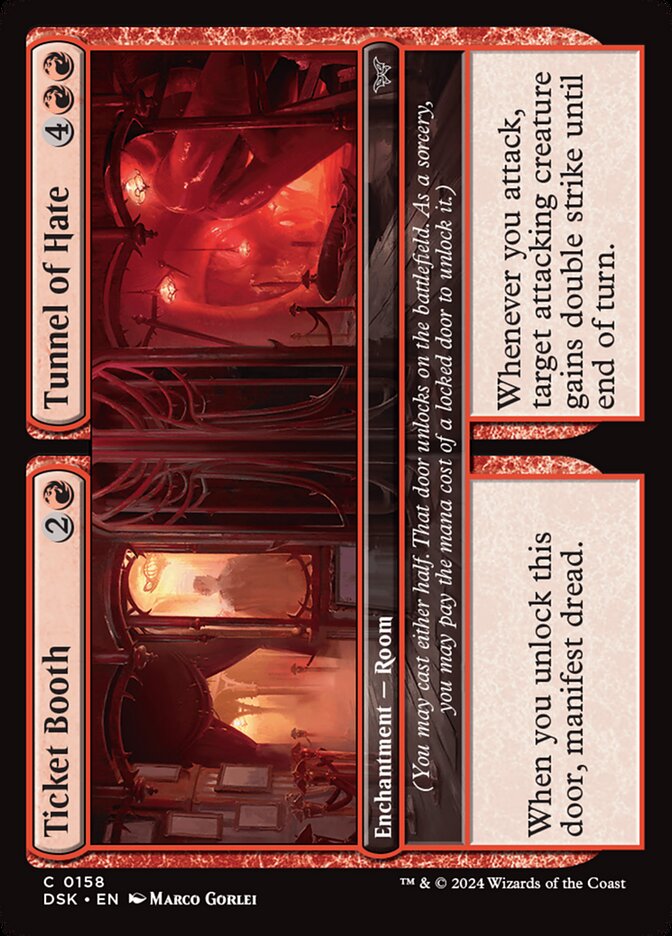 Ticket Booth 2
When you unlock this
door, manifest dread.
Tunnel of Hate 4
Whenever you attack,
target attacking creature
gains double strike until
end of turn.
Enchantment — Room
(You may cast either half. That door unlocks on the battlefield. As a sorcery,
you may pay the mana cost of a locked door to unlock it.)
C 0158
DSK • EN Marco Gorlei
™ & © 2024 Wizards of the Coast